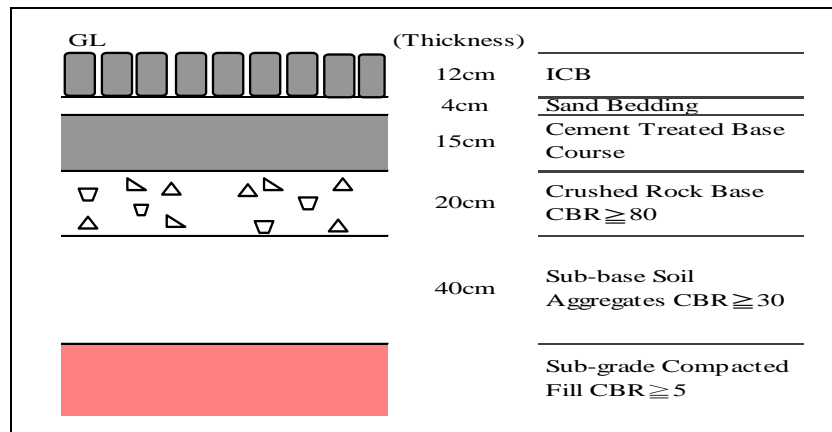 GL (Thickness)
12cm ICB
4cm Sand Bedding
15cm Cement Treated Base
Course
20cm Crushed Rock Base
CBR≧80
40cm Sub-base Soil
Aggregates CBR≧30
Sub-grade Compacted
Fill CBR≧5